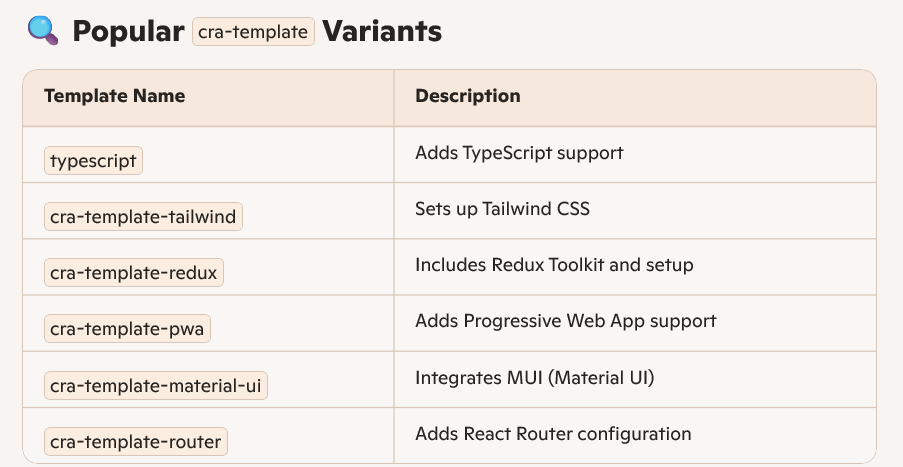 Popular cra-template Variants
Template Name Description
typescript Adds TypeScript support
cra-template-tailwind Sets up Tailwind CSS
cra-template-redux Includes Redux Toolkit and setup
cra-template-pwa Adds Progressive Web App support
cra-template-material-ui Integrates MUI (Material UI)
cra-template-router Adds React Router configuration